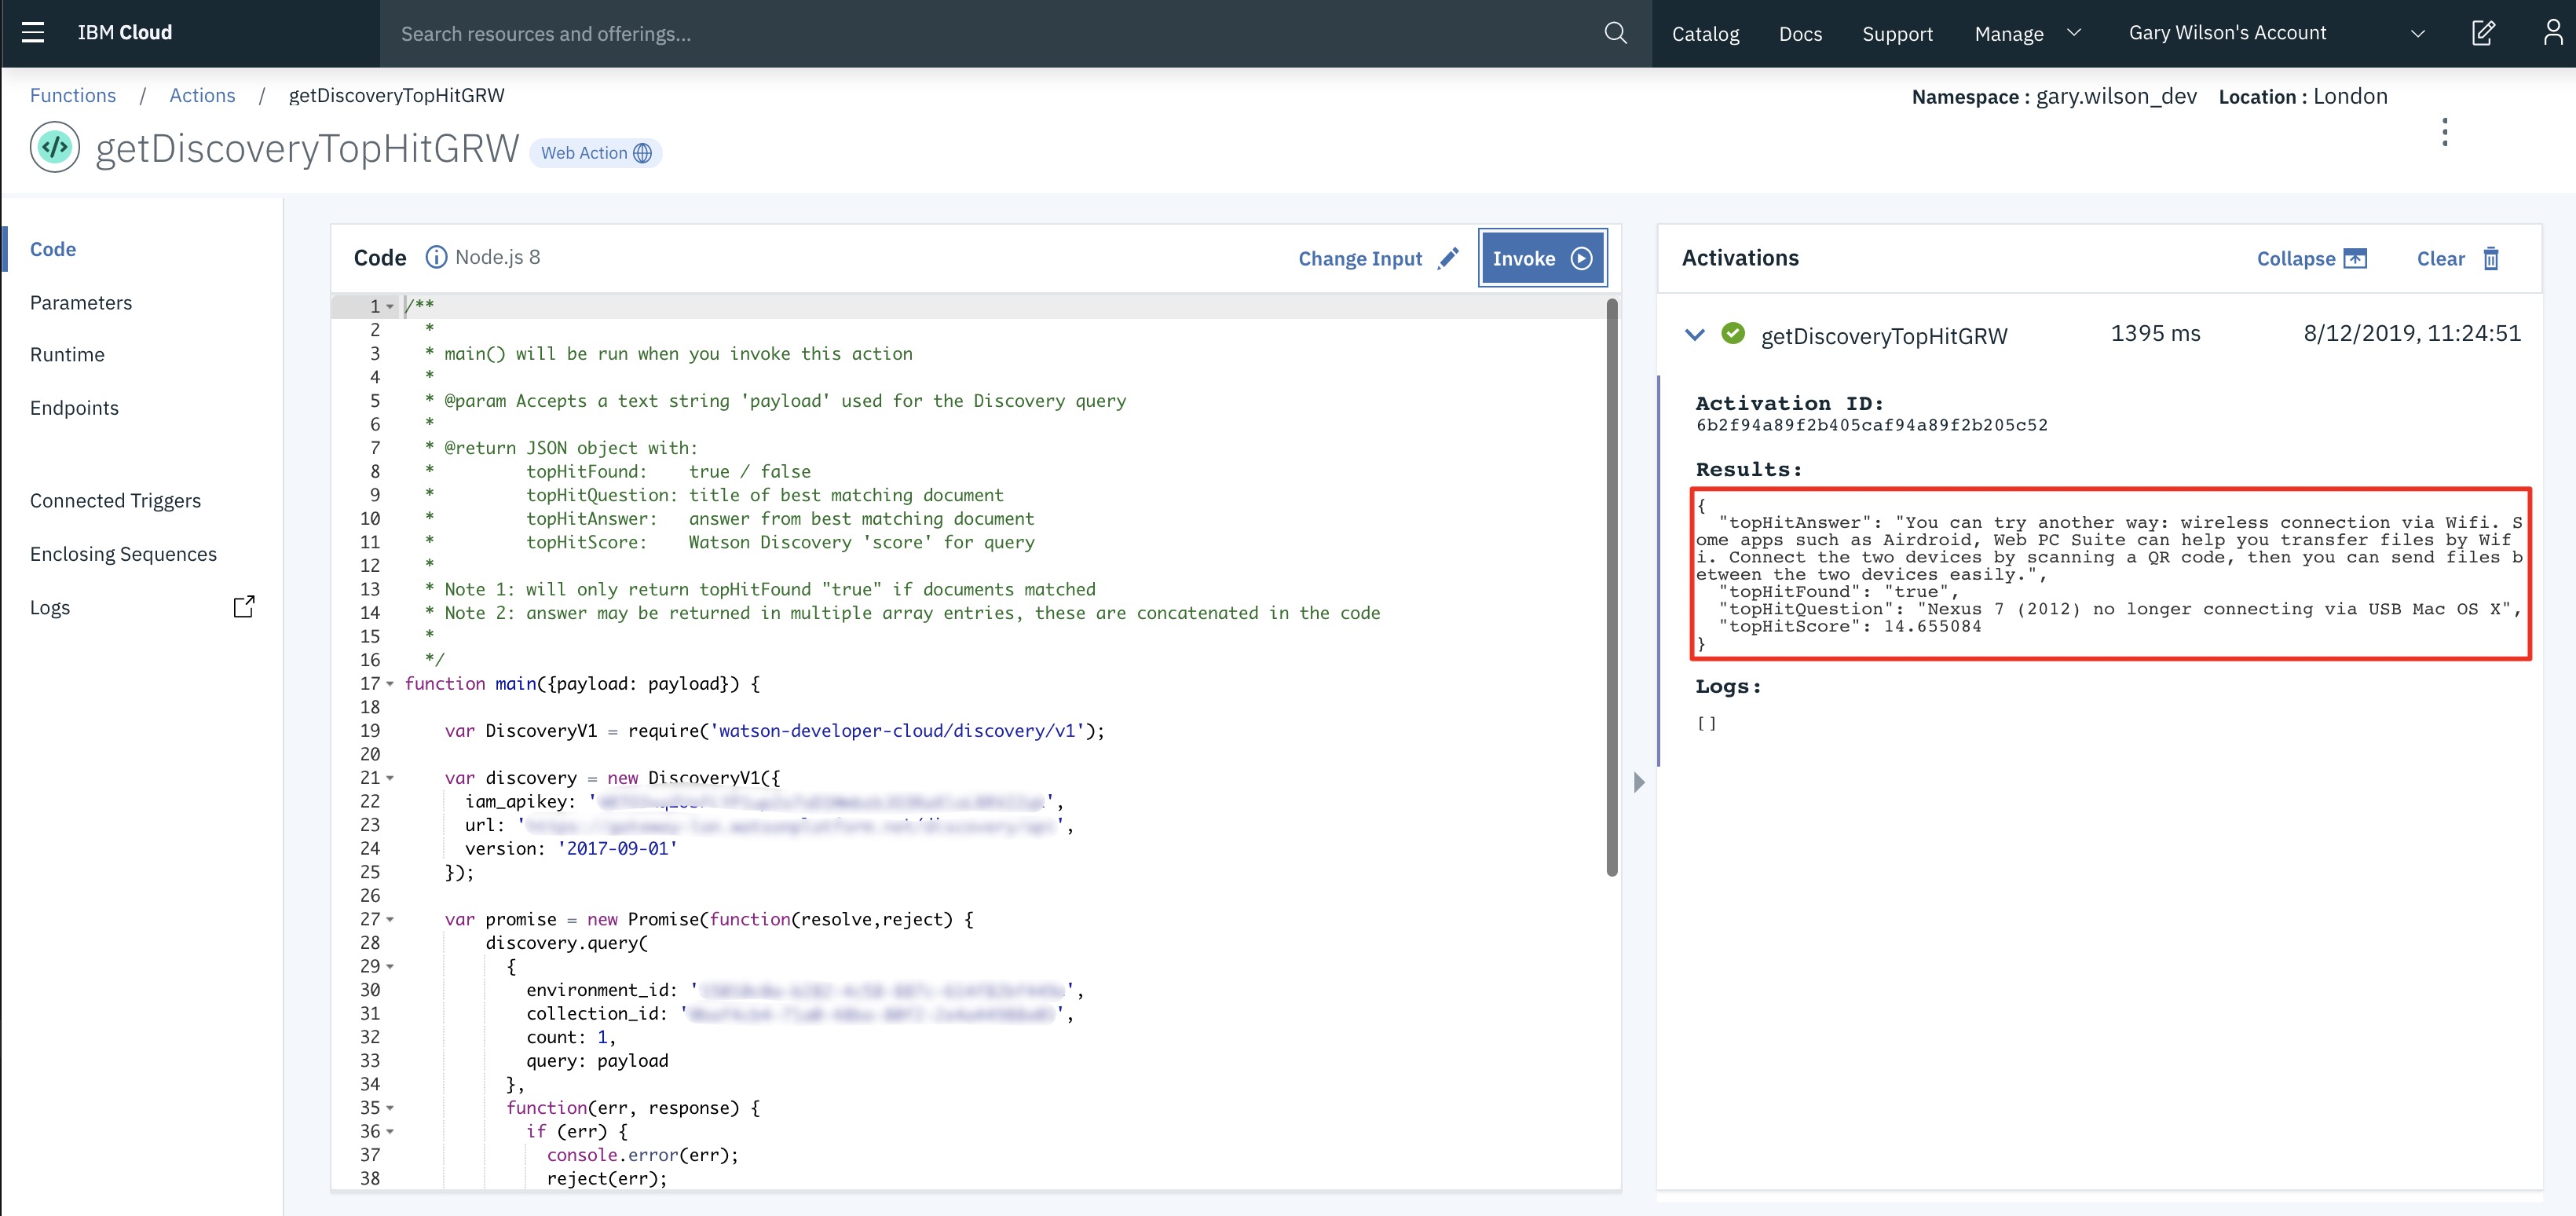 IBM Cloud
Search resources and offerings...
Catalog
Docs
Support
Manage
Gary Wilson's Account
Functions / Actions / getDiscoveryTopHitGRW
Namespace : gary.wilson_dev Location : London
getDiscoveryTopHitGRW
Web Action
Code
Parameters
Runtime
Endpoints
Connected Triggers
Enclosing Sequences
Logs
Code Node.js 8
Change Input
Invoke
1 /**
2 *
3 * main() will be run when you invoke this action
4 *
5 * @param Accepts a text string 'payload' used for the Discovery query
6 *
7 * @return JSON object with:
8 * topHitFound: true / false
9 * topHitQuestion: title of best matching document
10 * topHitAnswer: answer from best matching document
11 * topHitScore: Watson Discovery 'score' for query
12 *
13 * Note 1: will only return topHitFound "true" if documents matched
14 * Note 2: answer may be returned in multiple array entries, these are concatenated in the code
15 *
16 */
17 function main({payload: payload}) {
18
19 var DiscoveryV1 = require('watson-developer-cloud/discovery/v1');
20
21 var discovery = new DiscoveryV1({
22 iam_apikey: '',
23 url: '',
24 version: '2017-09-01'
25 });
26
27 var promise = new Promise(function(resolve,reject) {
28 discovery.query(
29 {
30 environment_id: '',
31 collection_id: '',
32 count: 1,
33 query: payload
34 },
35 function(err, response) {
36 if (err) {
37 console.error(err);
38 reject(err);
Activations
Collapse
Clear
getDiscoveryTopHitGRW 1395 ms 8/12/2019, 11:24:51
Activation ID:
6b2f94a89f2b405caf94a89f2b205c52
Results:
{
"topHitAnswer": "You can try another way: wireless connection via Wifi. S
ome apps such as Airdroid, Web PC Suite can help you transfer files by Wif
i. Connect the two devices by scanning a QR code, then you can send files b
etween the two devices easily.",
"topHitFound": "true",
"topHitQuestion": "Nexus 7 (2012) no longer connecting via USB Mac OS X",
"topHitScore": 14.655084
}
Logs:
[]